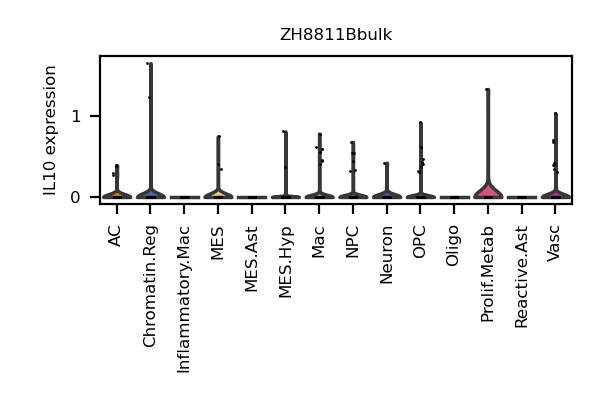 ZH8811Bbulk
IL10 expression
1
0
AC
Chromatin.Reg
Inflammatory.Mac
MES
MES.Ast
MES.Hyp
Mac
NPC
Neuron
OPC
Oligo
Prolif.Metab
Reactive.Ast
Vasc